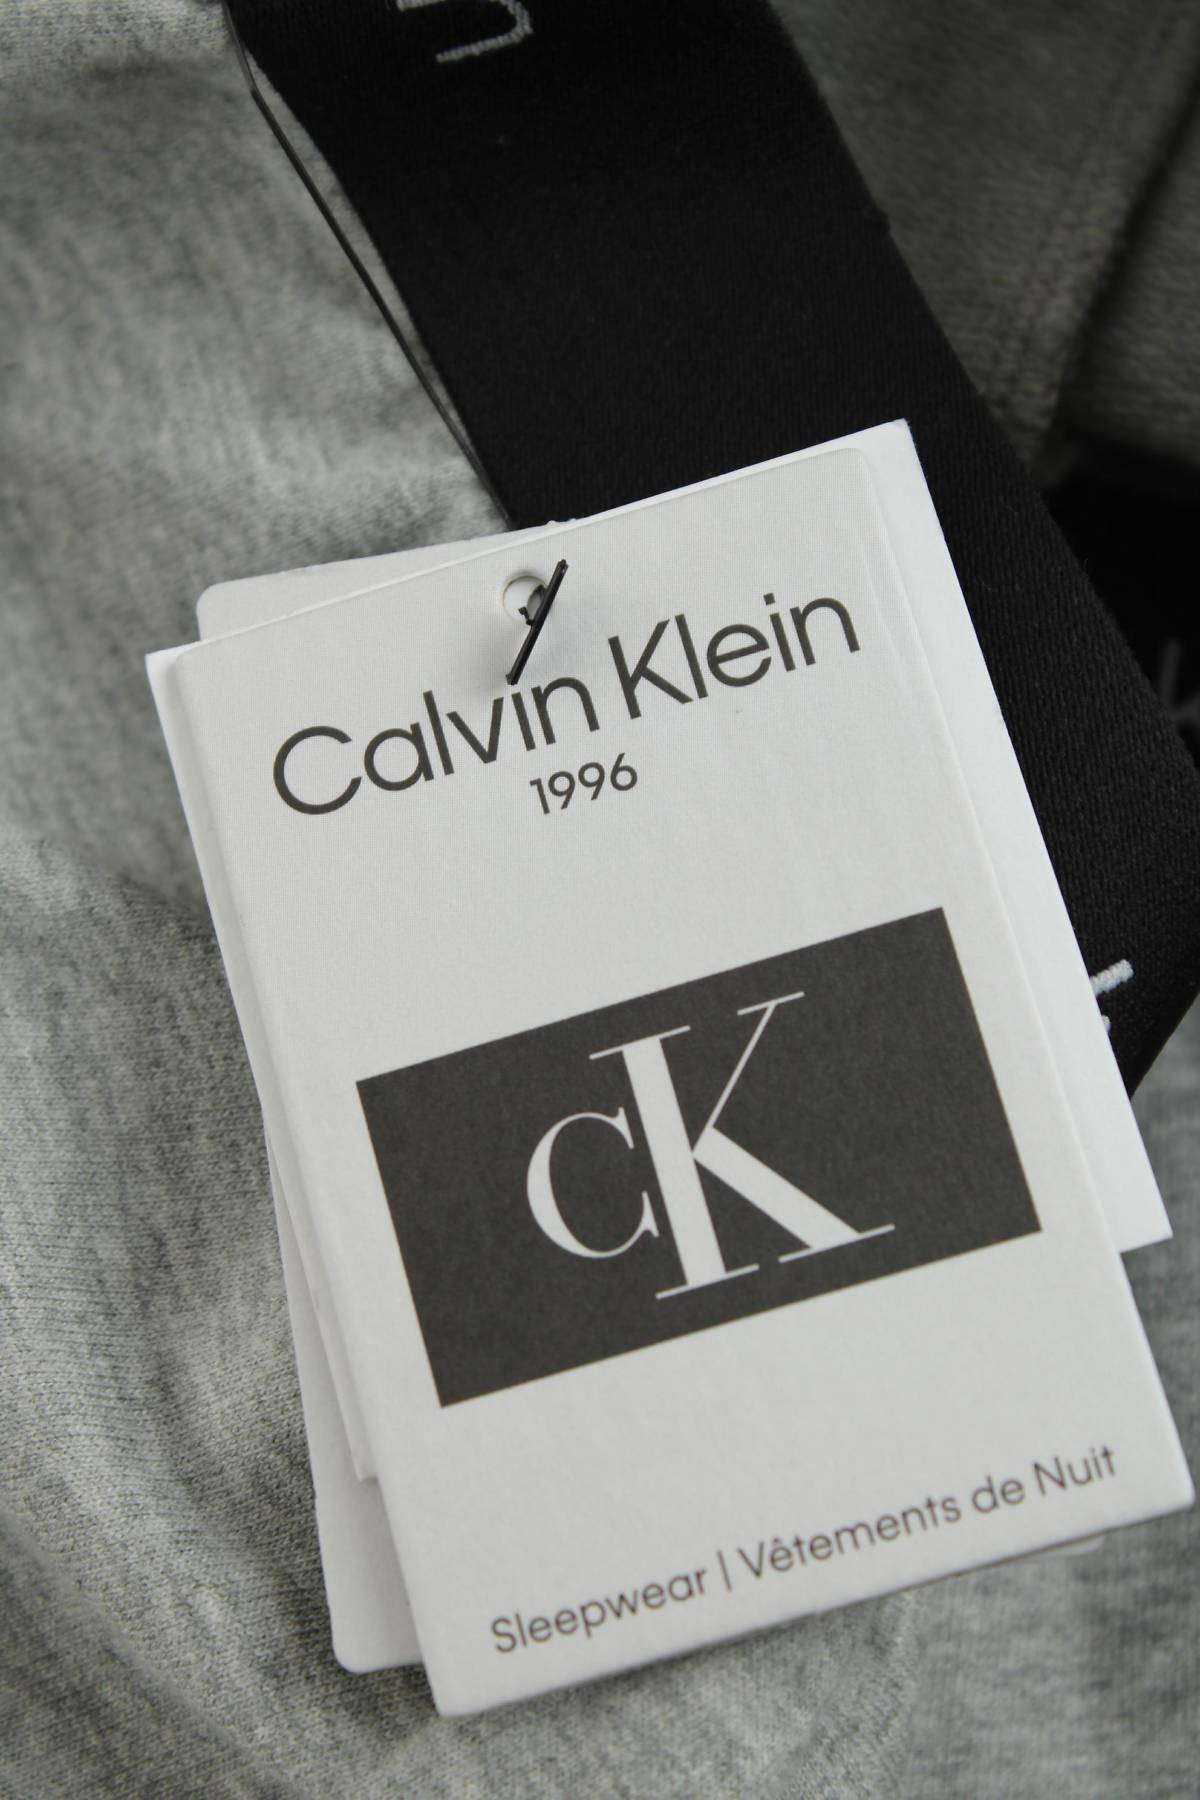 Calvin Klein
1996
CK
Sleepwear | Vêtements de Nuit